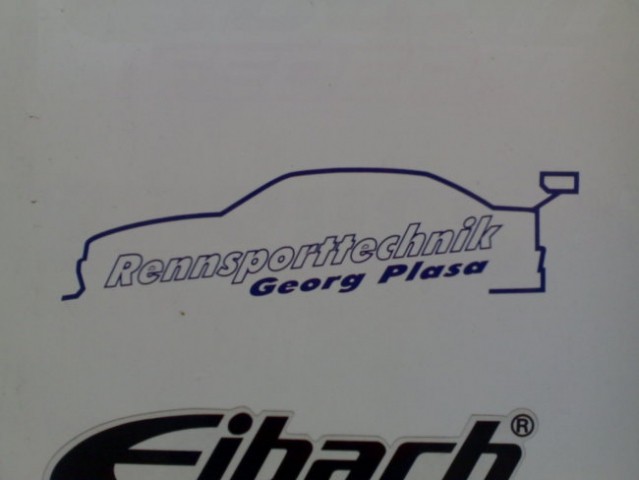 Rennsporttechnik
Georg Plasa
Eibach®